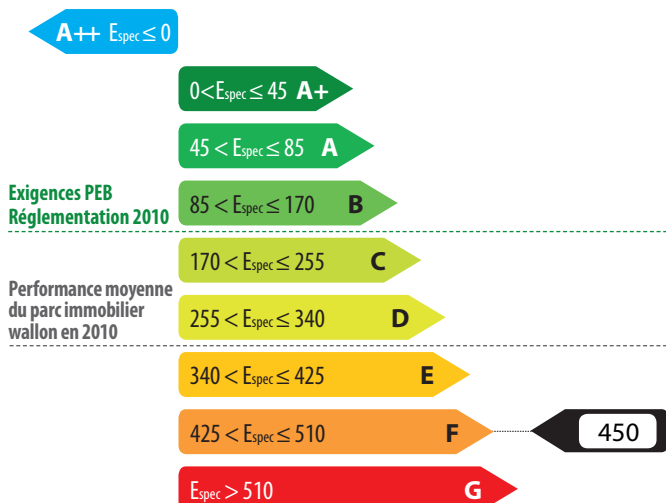 A++ Espec ≤ 0
0<Espec ≤ 45 A+
45 < Espec ≤ 85 A
Exigences PEB
Réglementation 2010
85 < Espec ≤ 170 B
170 < Espec ≤ 255 C
Performance moyenne
du parc immobilier
wallon en 2010
255 < Espec ≤ 340 D
340 < Espec ≤ 425 E
425 < Espec ≤ 510 F
450
Espec > 510 G